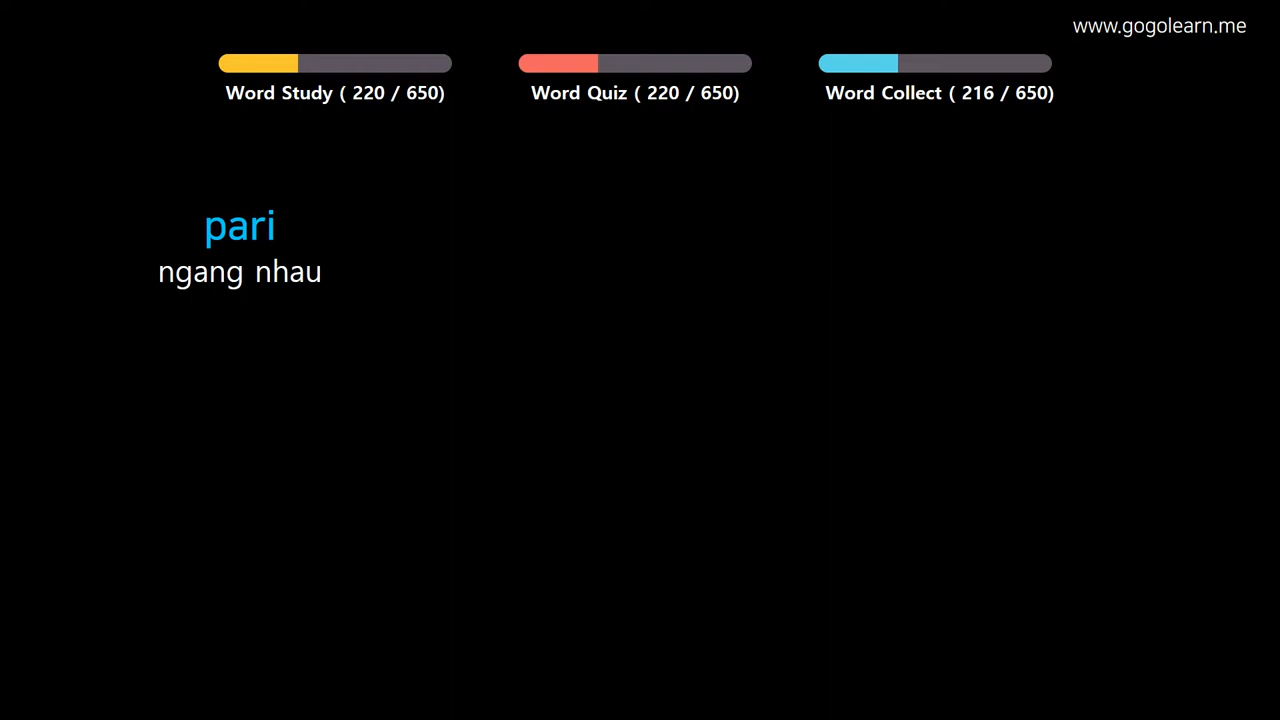 www.gogolearn.me
Word Study ( 220 / 650)
Word Quiz ( 220 / 650)
Word Collect ( 216 / 650)
pari
ngang nhau